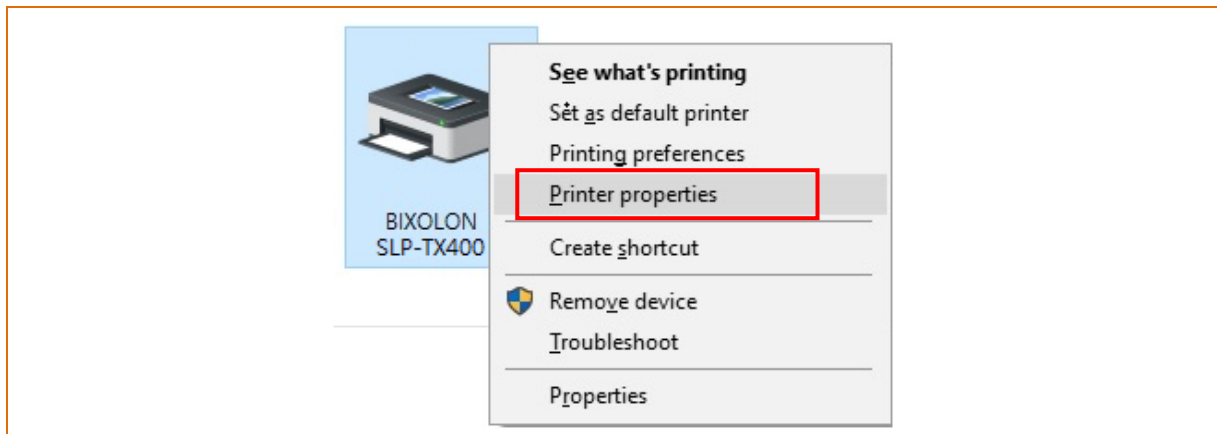 See what's printing
Set as default printer
Printing preferences
Printer properties
BIXOLON
SLP-TX400
Create shortcut
Remove device
Troubleshoot
Properties